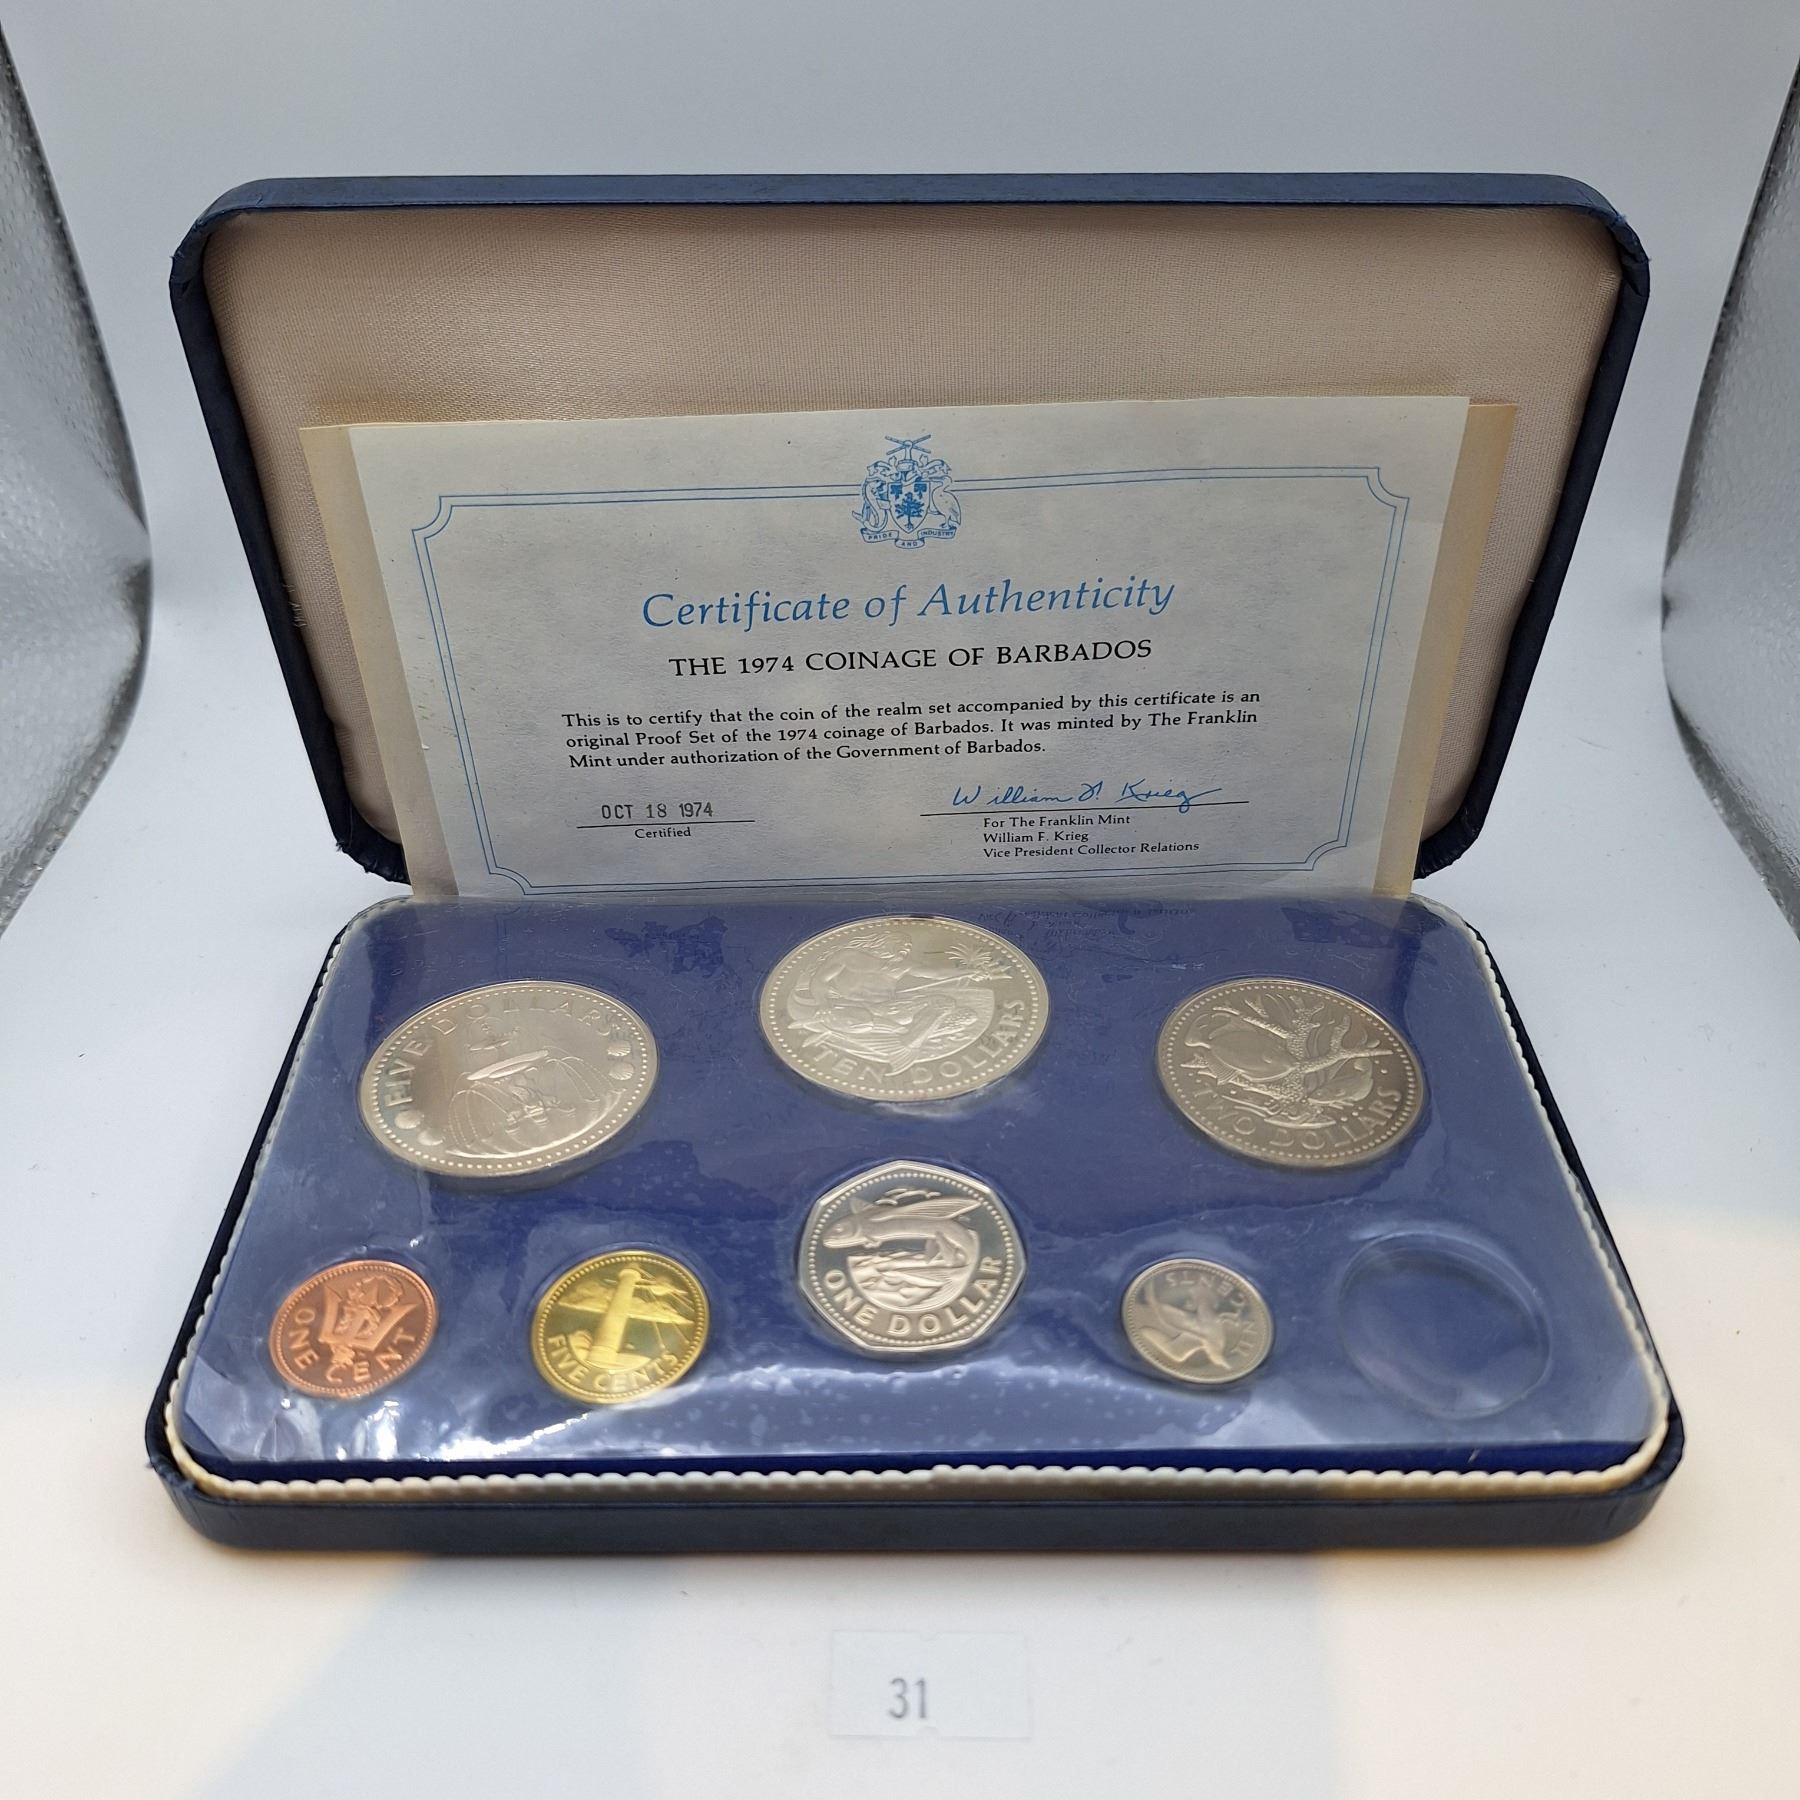 PRIDE AND INDUSTRY
Certificate of Authenticity
THE 1974 COINAGE OF BARBADOS
This is to certify that the coin of the realm set accompanied by this certificate is an
original Proof Set of the 1974 coinage of Barbados. It was minted by The Franklin
Mint under authorization of the Government of Barbados.
OCT 18 1974
Certified
William F. Krieg
For The Franklin Mint
William F. Krieg
Vice President Collector Relations
FIVE DOLLARS
TEN DOLLARS
TWO DOLLARS
ONE CENT
FIVE CENTS
ONE DOLLAR
TEN CENTS
31